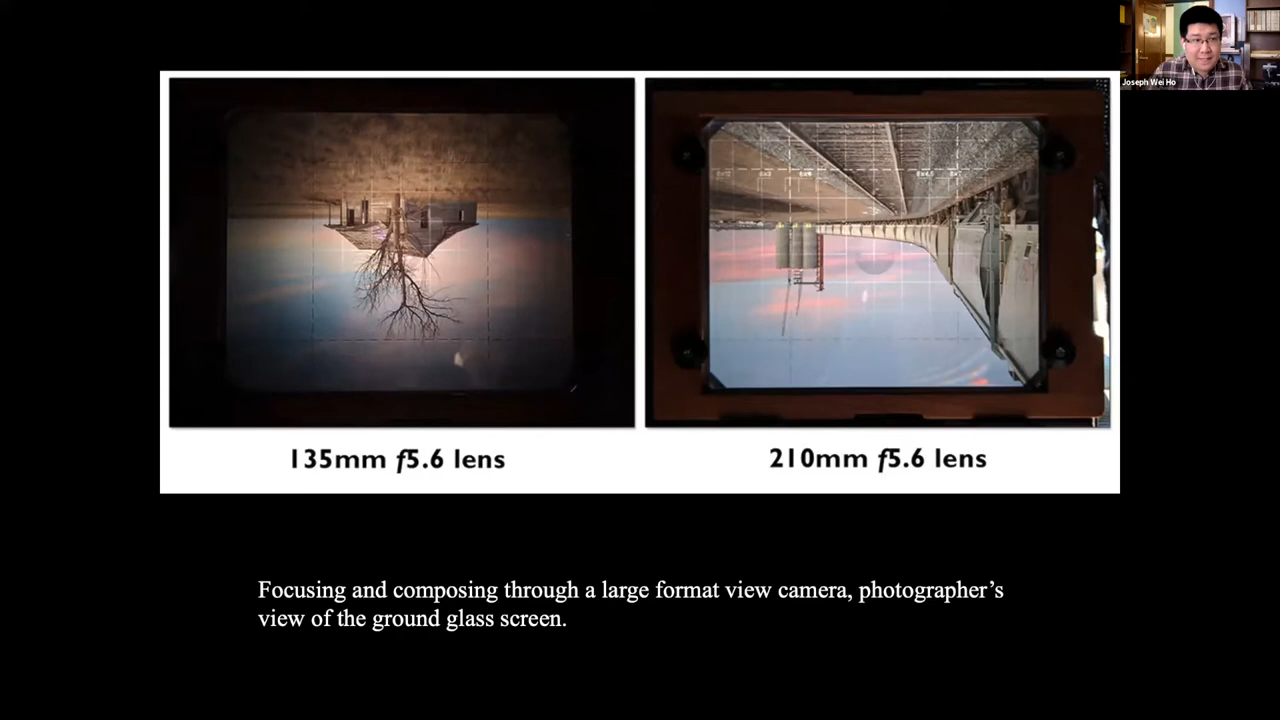 Joseph Wei Ho
135mm f5.6 lens
210mm f5.6 lens
Focusing and composing through a large format view camera, photographer’s
view of the ground glass screen.